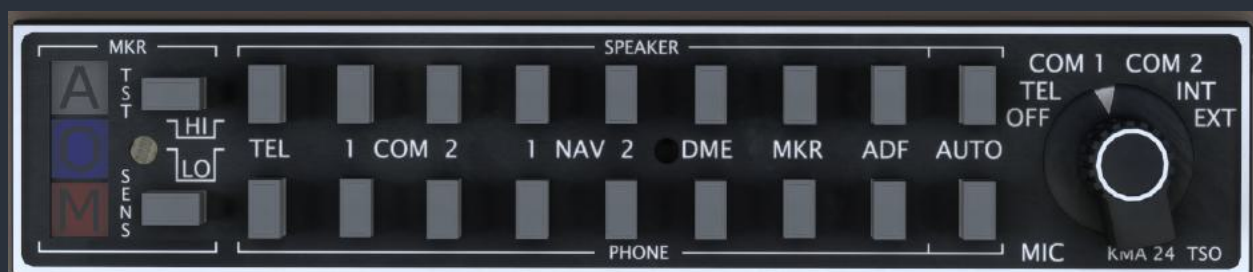 MKR
A
O
M
TST
HI
LO
SENS
SPEAKER
TEL 1 COM 2 1 NAV 2 DME MKR ADF AUTO
PHONE
COM 1 COM 2
TEL INT
OFF EXT
MIC KMA 24 TSO